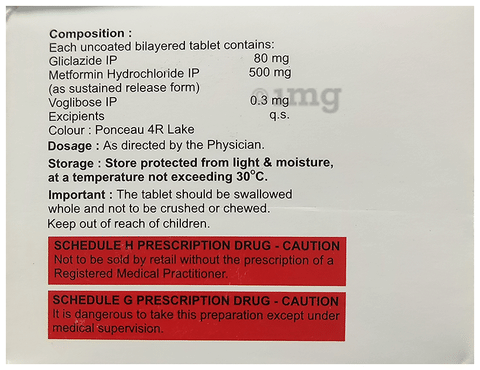 Composition :
Each uncoated bilayered tablet contains:
Gliclazide IP 80 mg
Metformin Hydrochloride IP 500 mg
(as sustained release form)
1mg
Voglibose IP 0.3 mg
Excipients q.s.
Colour : Ponceau 4R Lake
Dosage : As directed by the Physician.
Storage : Store protected from light & moisture,
at a temperature not exceeding 30°C.
Important : The tablet should be swallowed
whole and not to be crushed or chewed.
Keep out of reach of children.
SCHEDULE H PRESCRIPTION DRUG - CAUTION
Not to be sold by retail without the prescription of a
Registered Medical Practitioner.
SCHEDULE G PRESCRIPTION DRUG - CAUTION
It is dangerous to take this preparation except under
medical supervision.